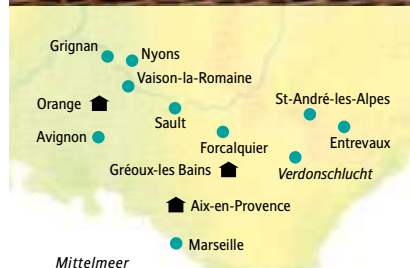 Grignan
Nyons
Vaison-la-Romaine
Orange
St-André-les-Alpes
Sault
Avignon
Forcalquier
Entrevaux
Gréoux-les Bains
Verdonschlucht
Aix-en-Provence
Marseille
Mittelmeer